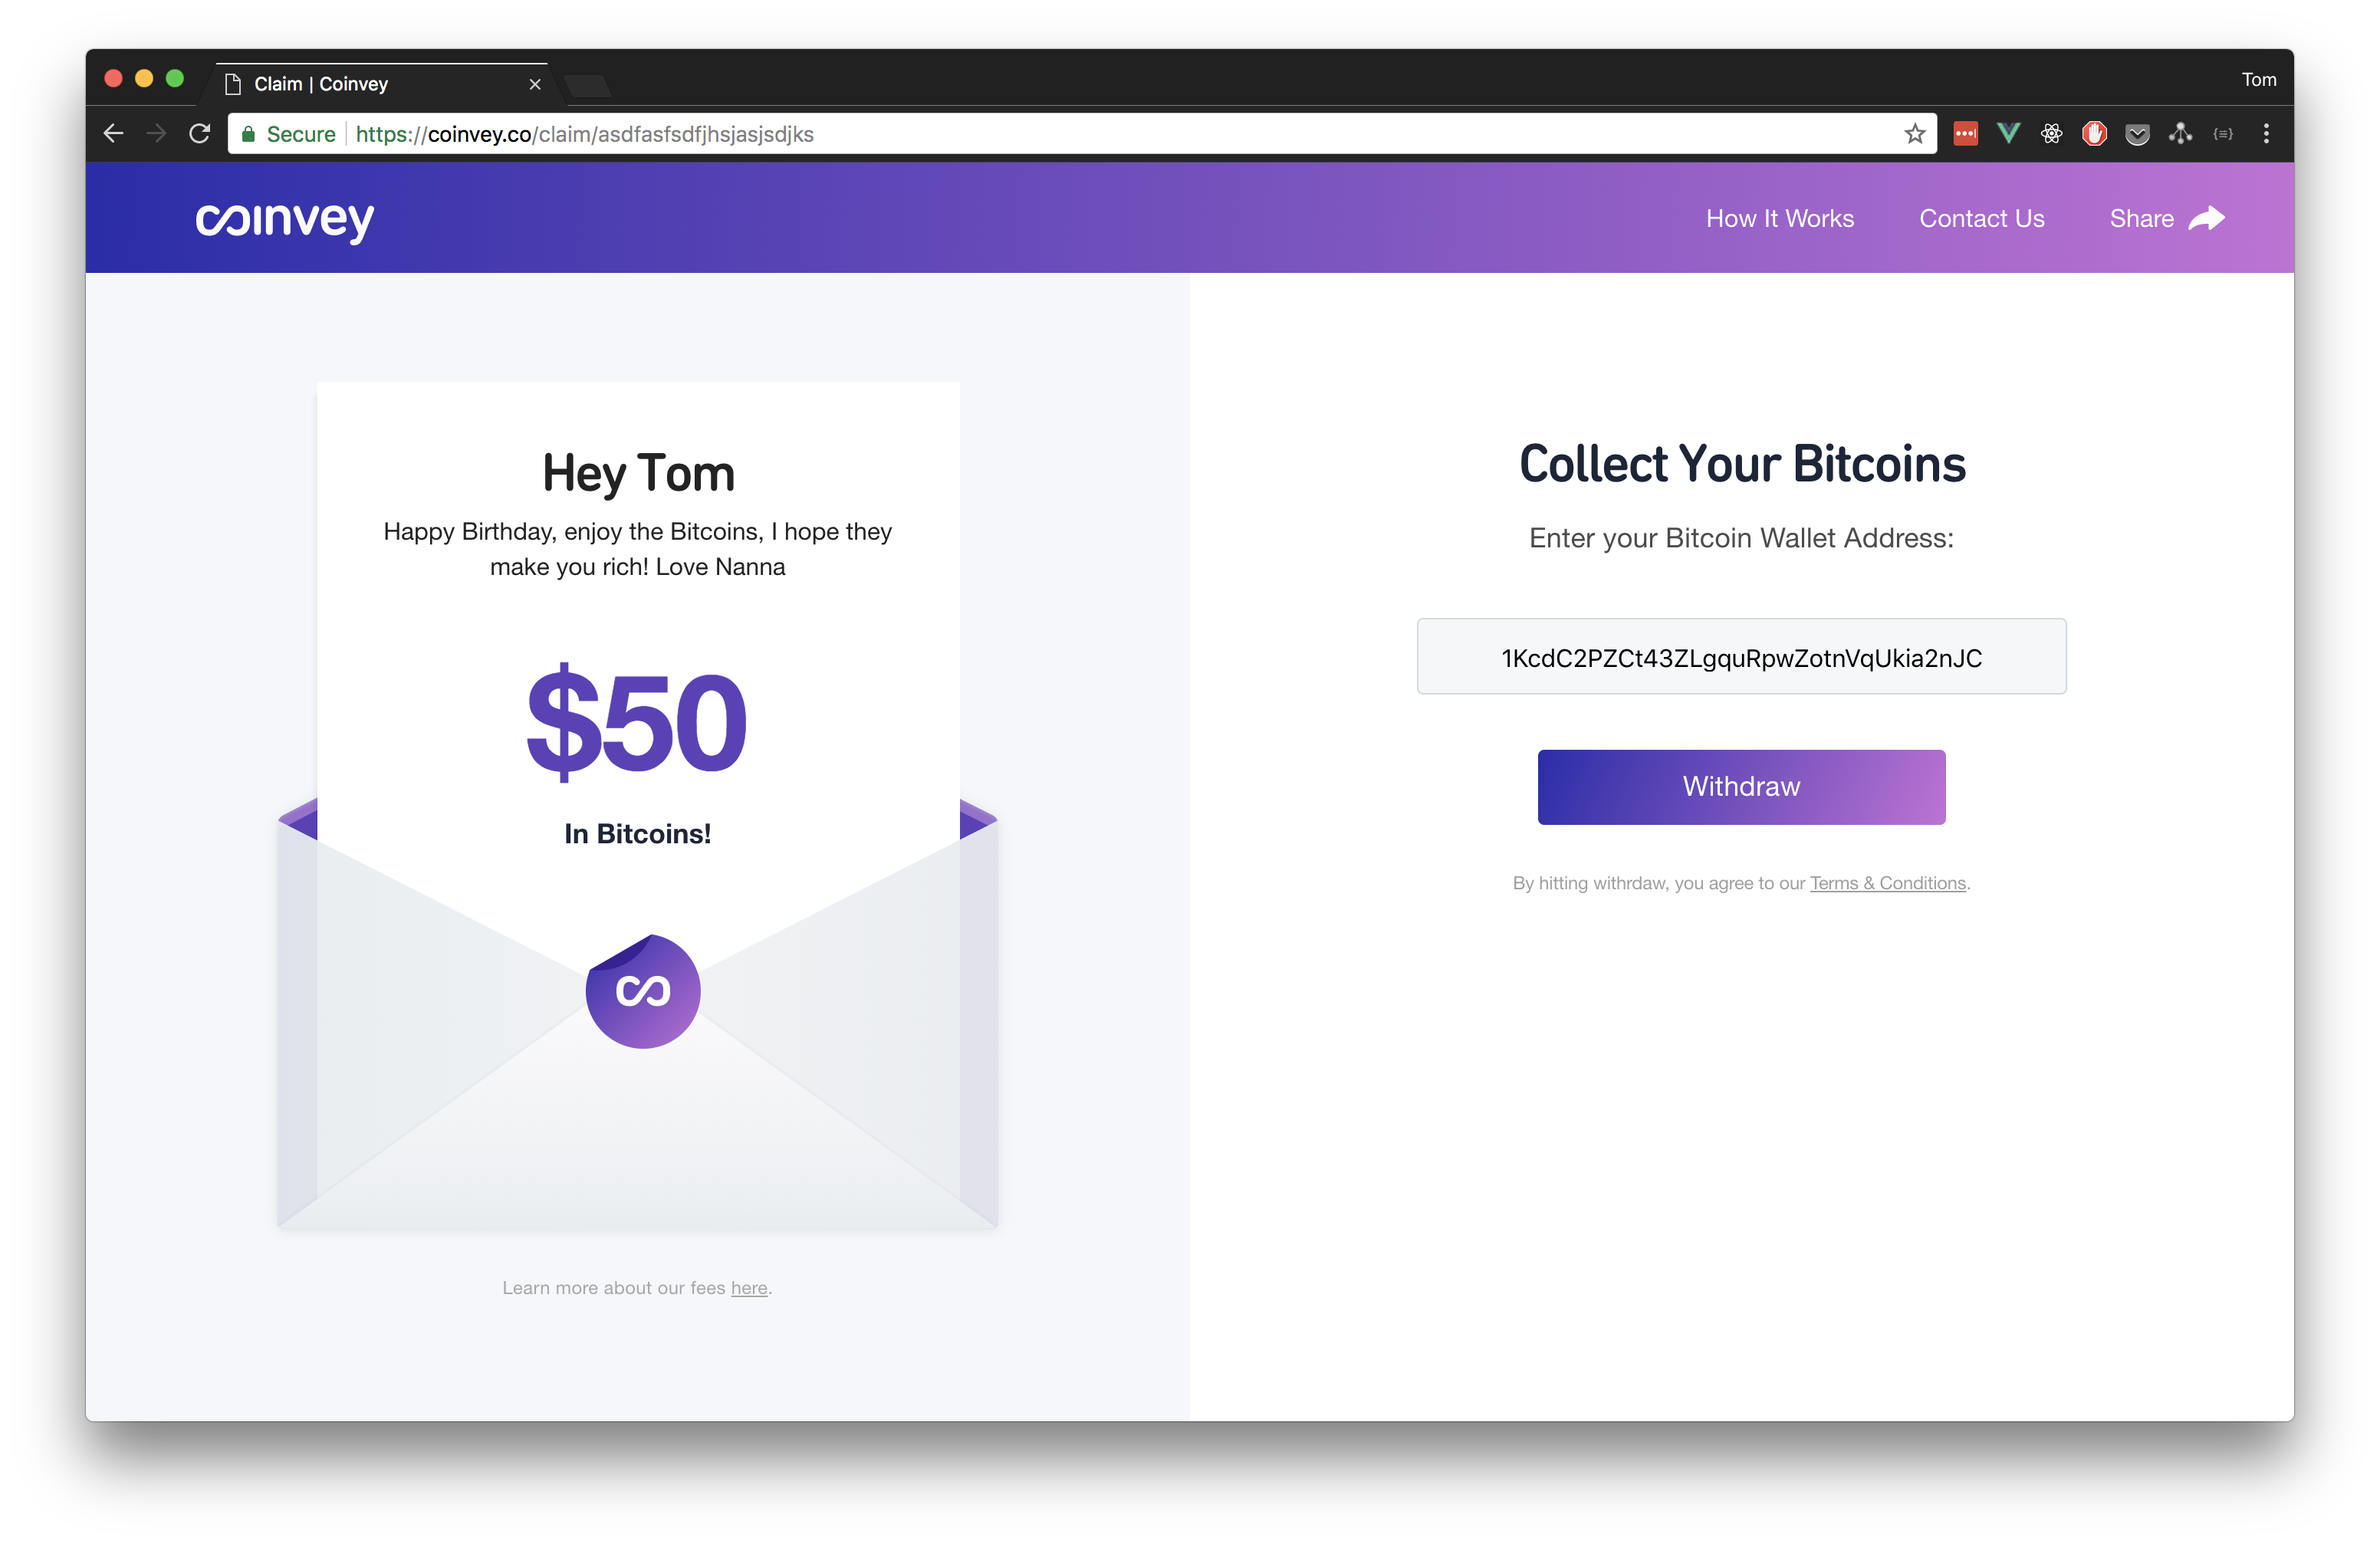 Claim | Coinvey
Tom
Secure
https://coinvey.co/claim/asdfasfsdfjhsjasjsdjks
coinvey
How It Works
Contact Us
Share
Hey Tom
Happy Birthday, enjoy the Bitcoins, I hope they
make you rich! Love Nanna
$50
In Bitcoins!
Learn more about our fees here.
Collect Your Bitcoins
Enter your Bitcoin Wallet Address:
1KcdC2PZCt43ZLgquRpwZotnVqUkia2nJC
Withdraw
By hitting withrdaw, you agree to our Terms & Conditions.